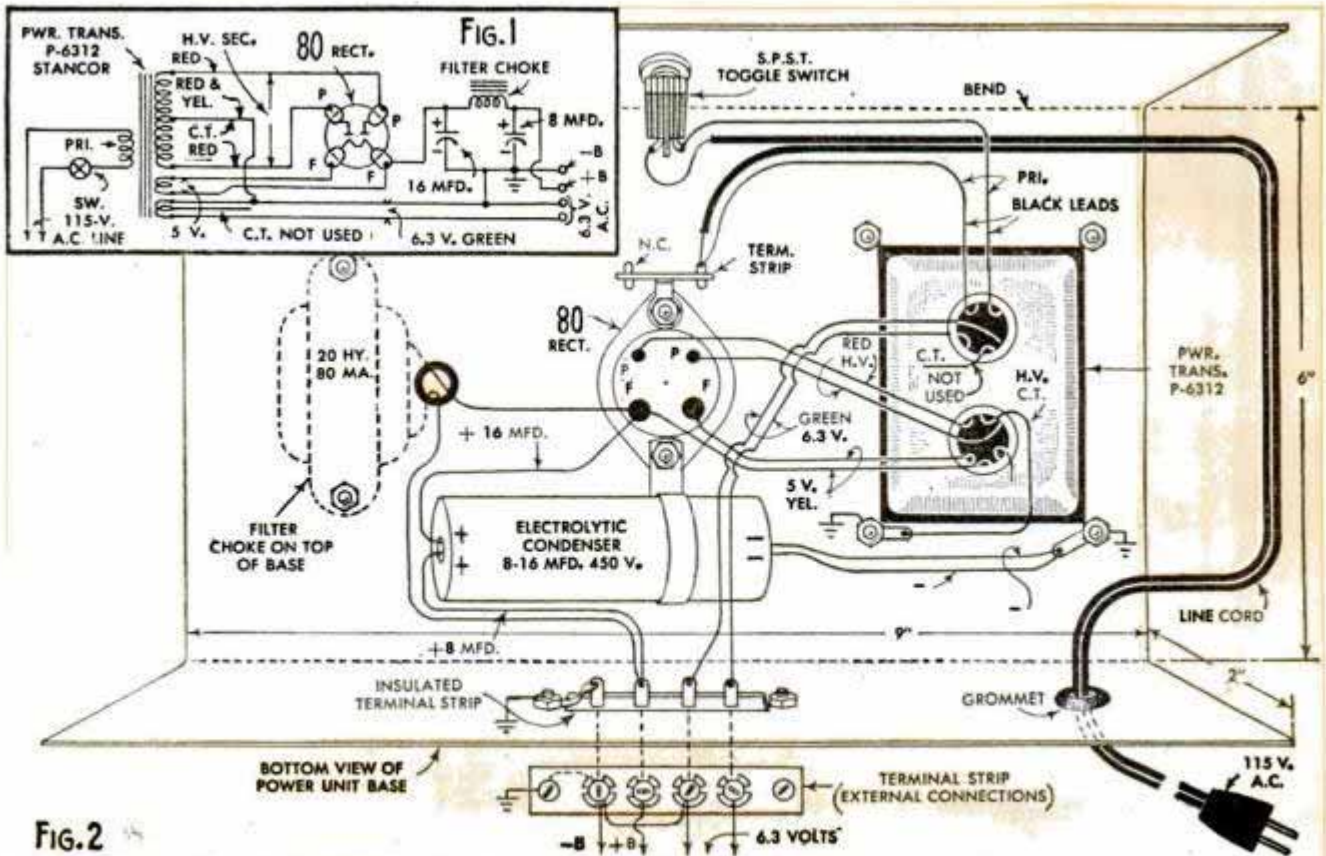 FIG.1
PWR. TRANS.
P-6312
STANCOR
H.V. SEC.
RED
RED &
YEL.
C.T.
RED
80 RECT.
FILTER CHOKE
P
P
F
F
+
-
+
-
8 MFD.
16 MFD.
-B
+B
6.3 V.
A.C.
PRI.
SW.
115-V.
A.C. LINE
5 V.
C.T. NOT USED
6.3 V. GREEN
S.P.S.T.
TOGGLE SWITCH
BEND
PRI.
BLACK LEADS
N.C.
TERM.
STRIP
80
RECT.
P
P
F
F
20 HY.
80 MA.
RED
H.V.
C.T.
NOT
USED
H.V.
C.T.
PWR.
TRANS.
P-6312
6"
GREEN
6.3 V.
+ 16 MFD.
5 V.
YEL.
FILTER
CHOKE ON TOP
OF BASE
+
+
ELECTROLYTIC
CONDENSER
8-16 MFD. 450 V.
-
-
-
-
LINE CORD
9"
2"
+8 MFD.
INSULATED
TERMINAL STRIP
GROMMET
BOTTOM VIEW OF
POWER UNIT BASE
TERMINAL STRIP
(EXTERNAL CONNECTIONS)
115 V.
A.C.
-B
+B
6.3 VOLTS
FIG.2